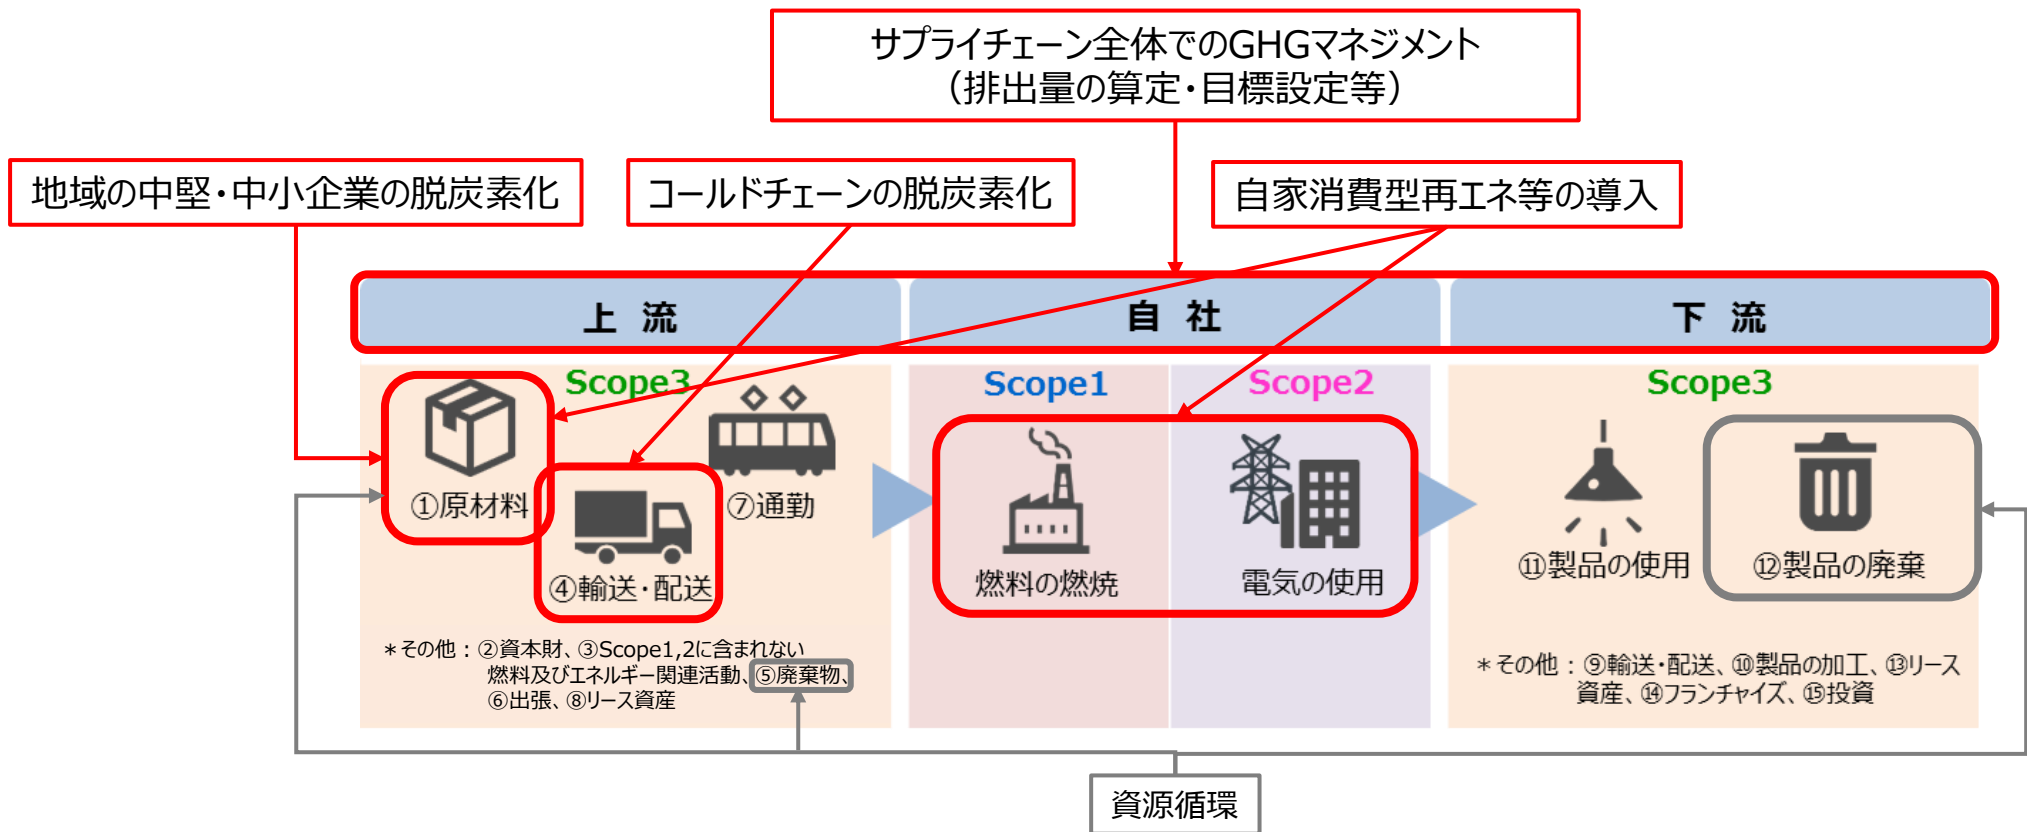 サプライチェーン全体でのGHGマネジメント
（排出量の算定・目標設定等）
地域の中堅・中小企業の脱炭素化
コールドチェーンの脱炭素化
自家消費型再エネ等の導入
上 流
自 社
下 流
Scope3
Scope1
Scope2
Scope3
①原材料
④輸送・配送
⑦通勤
燃料の燃焼
電気の使用
⑪製品の使用
⑫製品の廃棄
＊その他：②資本財、③Scope1,2に含まれない
燃料及びエネルギー関連活動、⑤廃棄物、
⑥出張、⑧リース資産
＊その他：⑨輸送・配送、⑩製品の加工、⑬リース
資産、⑭フランチャイズ、⑮投資
資源循環